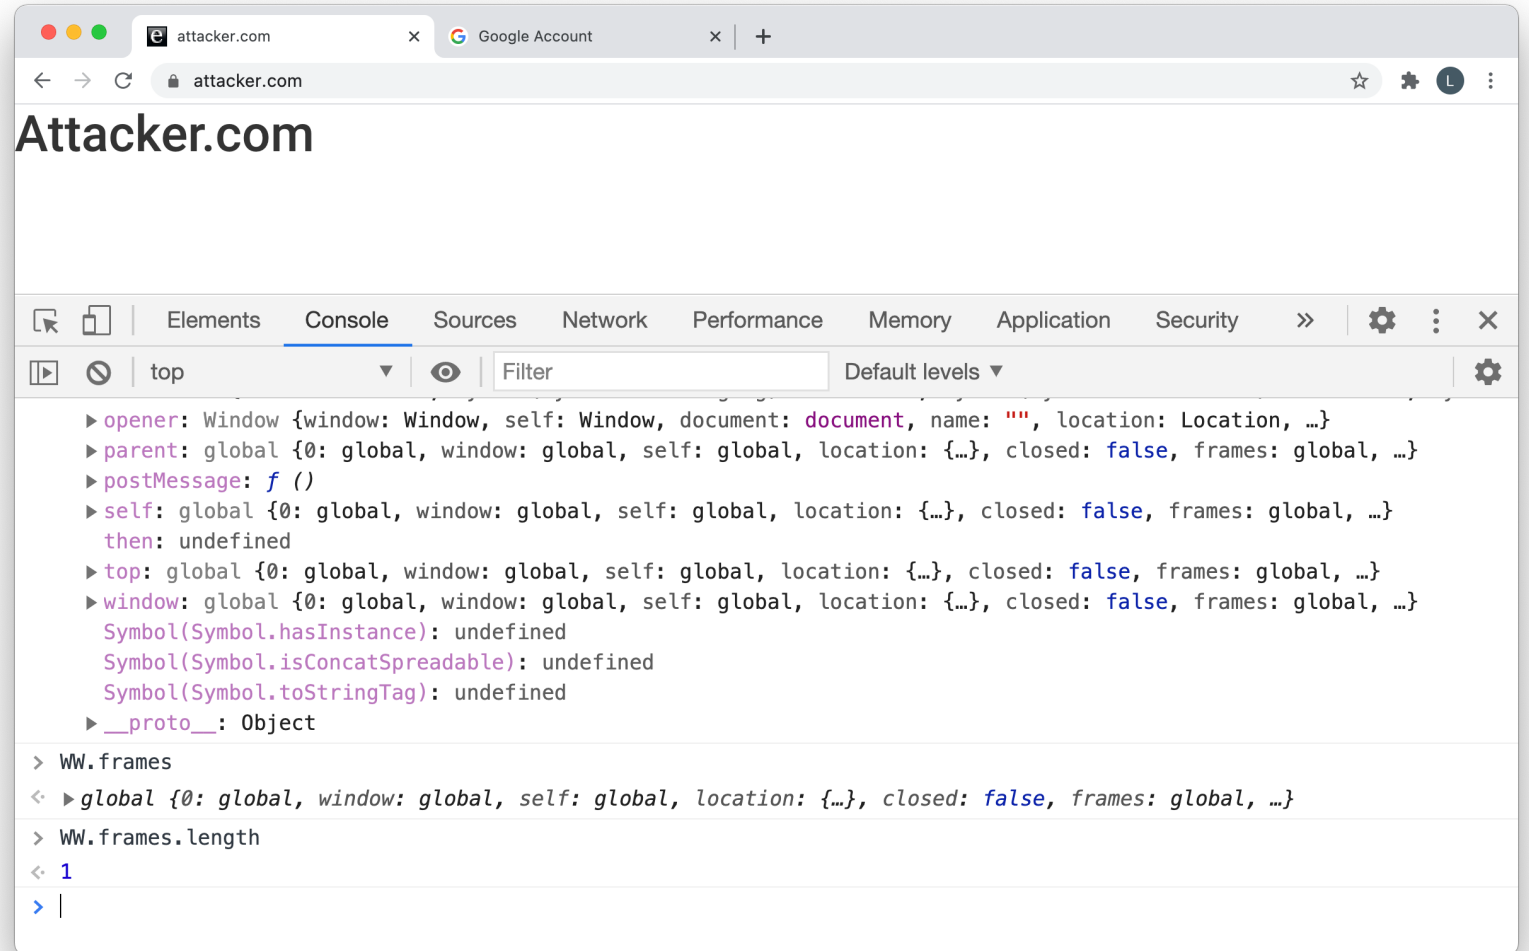 attacker.com
Google Account
attacker.com
L
Attacker.com
Elements Console Sources Network Performance Memory Application Security
top Filter Default levels
opener: Window {window: Window, self: Window, document: document, name: "", location: Location, …}
parent: global {0: global, window: global, self: global, location: {…}, closed: false, frames: global, …}
postMessage: ƒ ()
self: global {0: global, window: global, self: global, location: {…}, closed: false, frames: global, …}
then: undefined
top: global {0: global, window: global, self: global, location: {…}, closed: false, frames: global, …}
window: global {0: global, window: global, self: global, location: {…}, closed: false, frames: global, …}
Symbol(Symbol.hasInstance): undefined
Symbol(Symbol.isConcatSpreadable): undefined
Symbol(Symbol.toStringTag): undefined
__proto__: Object
WW.frames
global {0: global, window: global, self: global, location: {…}, closed: false, frames: global, …}
WW.frames.length
1